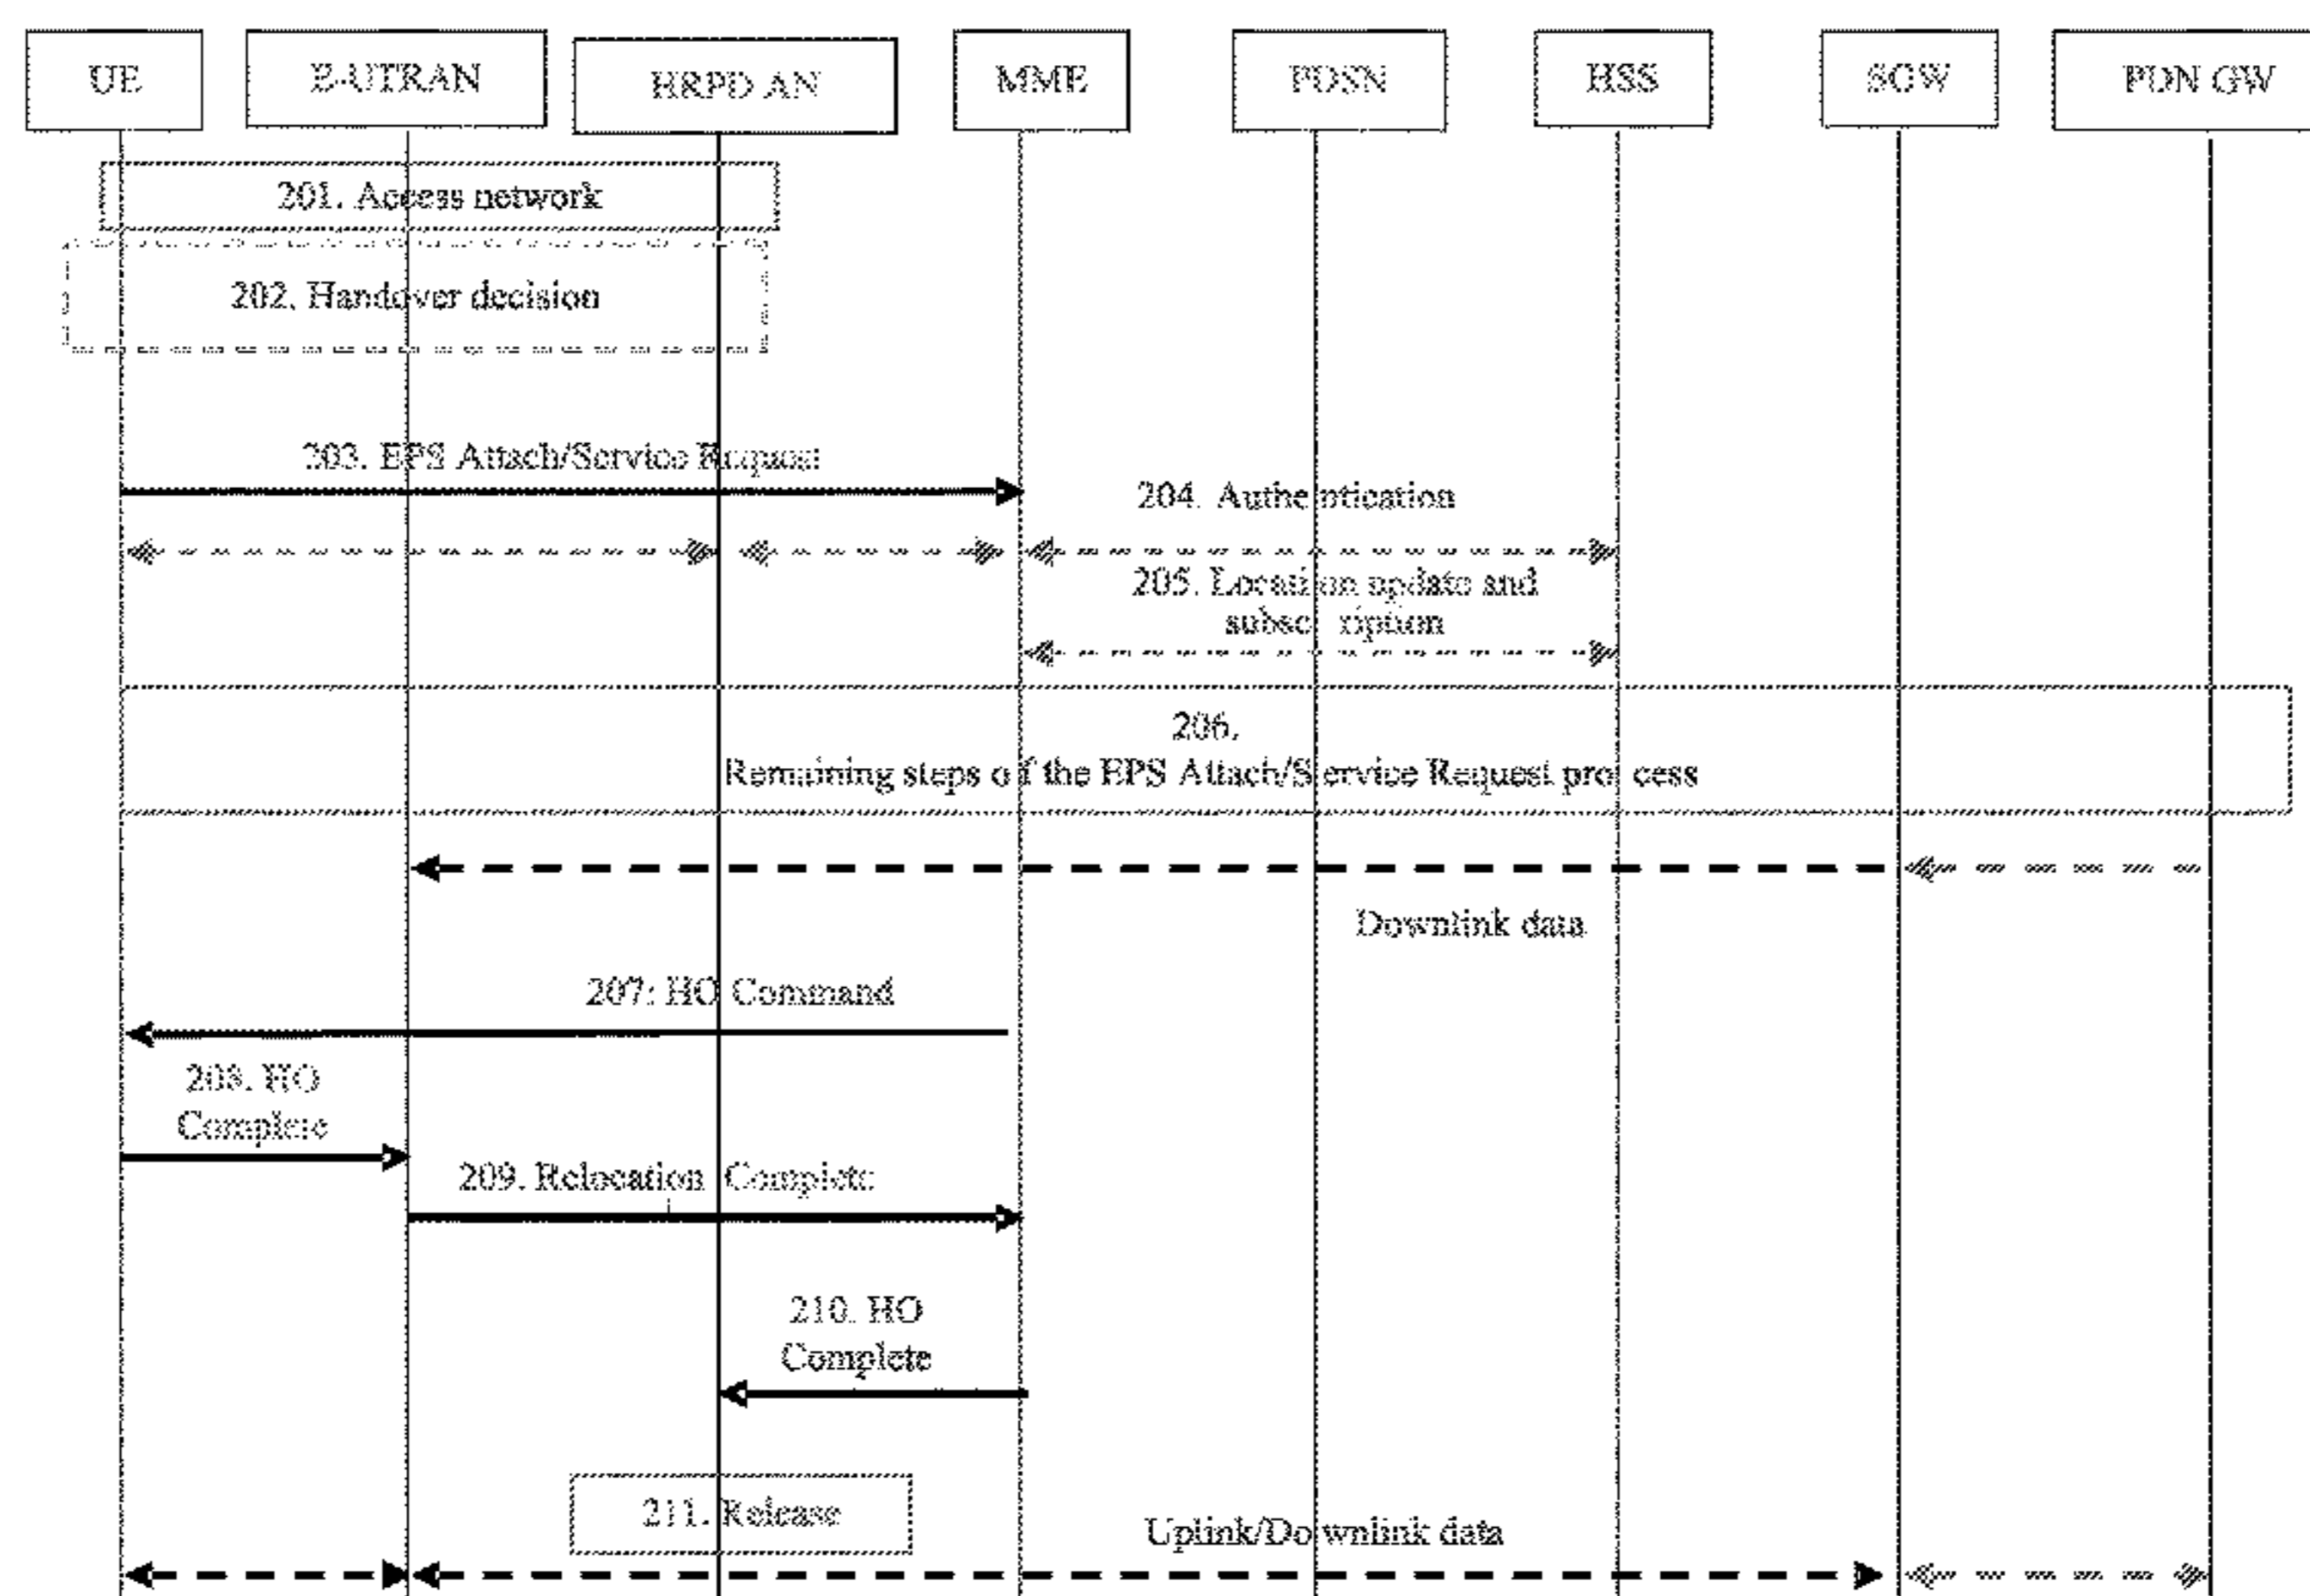 UE
E-UTRAN
HRPD AN
MME
PDSN
HSS
SGW
PDN GW
201. Access network
202. Handover decision
203. EPS Attach/Service Request
204. Authentication
205. Location update and
subscription
206.
Remaining steps of the EPS Attach/Service Request process
Downlink data
207: HO Command
208. HO
Complete
209. Relocation Complete
210. HO
Complete
211. Release
Uplink/Downlink data